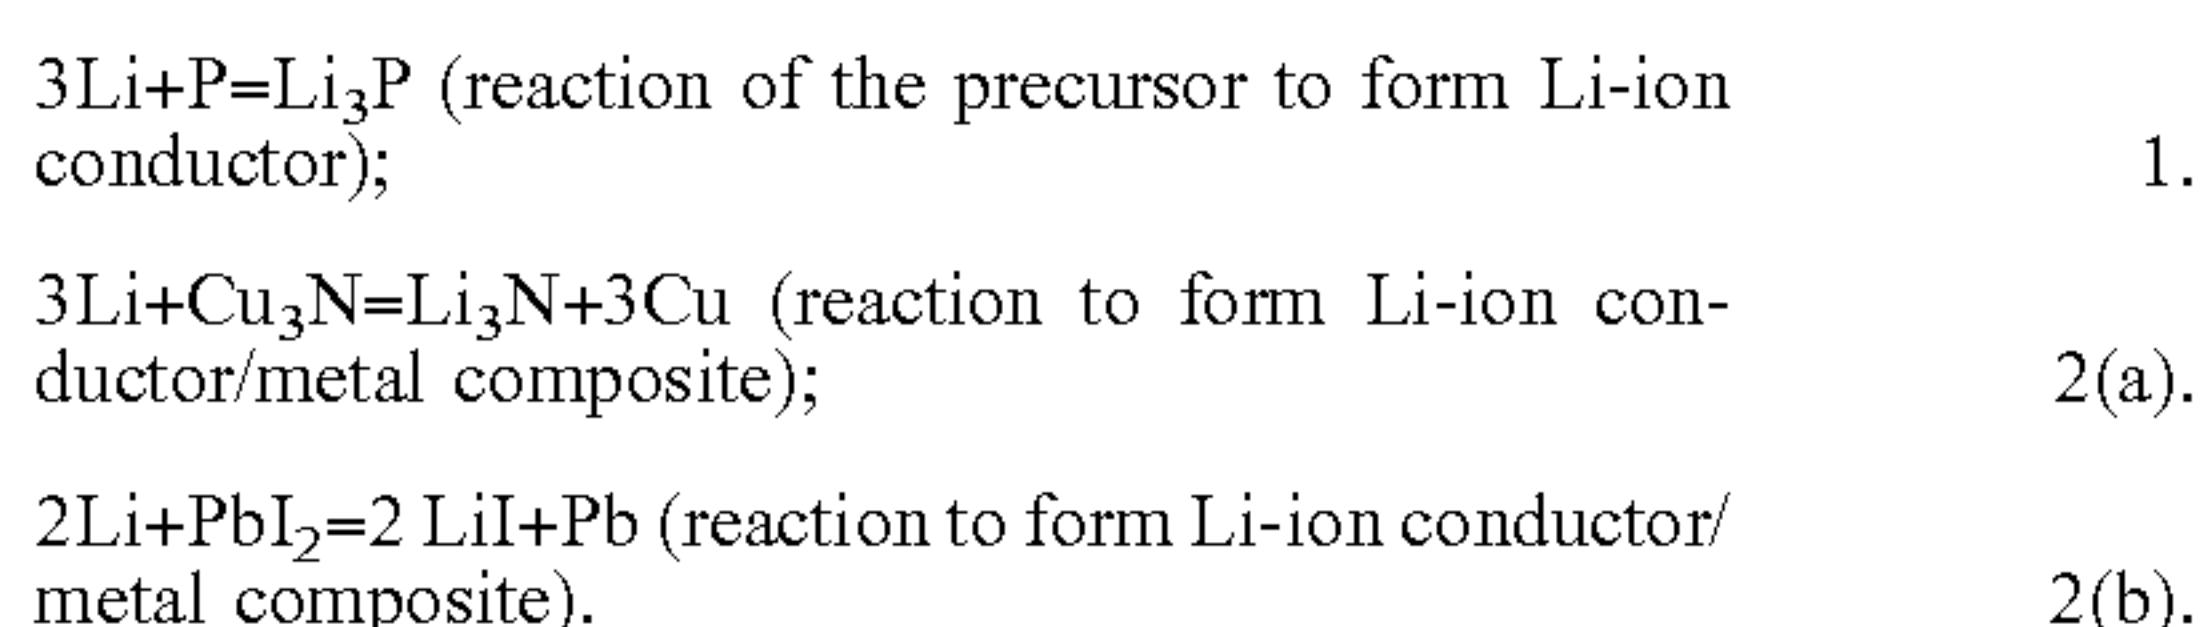 3Li+P=Li₃P (reaction of the precursor to form Li-ion
conductor); 1.
3Li+Cu₃N=Li₃N+3Cu (reaction to form Li-ion con-
ductor/metal composite); 2(a).
2Li+PbI₂=2 LiI+Pb (reaction to form Li-ion conductor/
metal composite). 2(b).